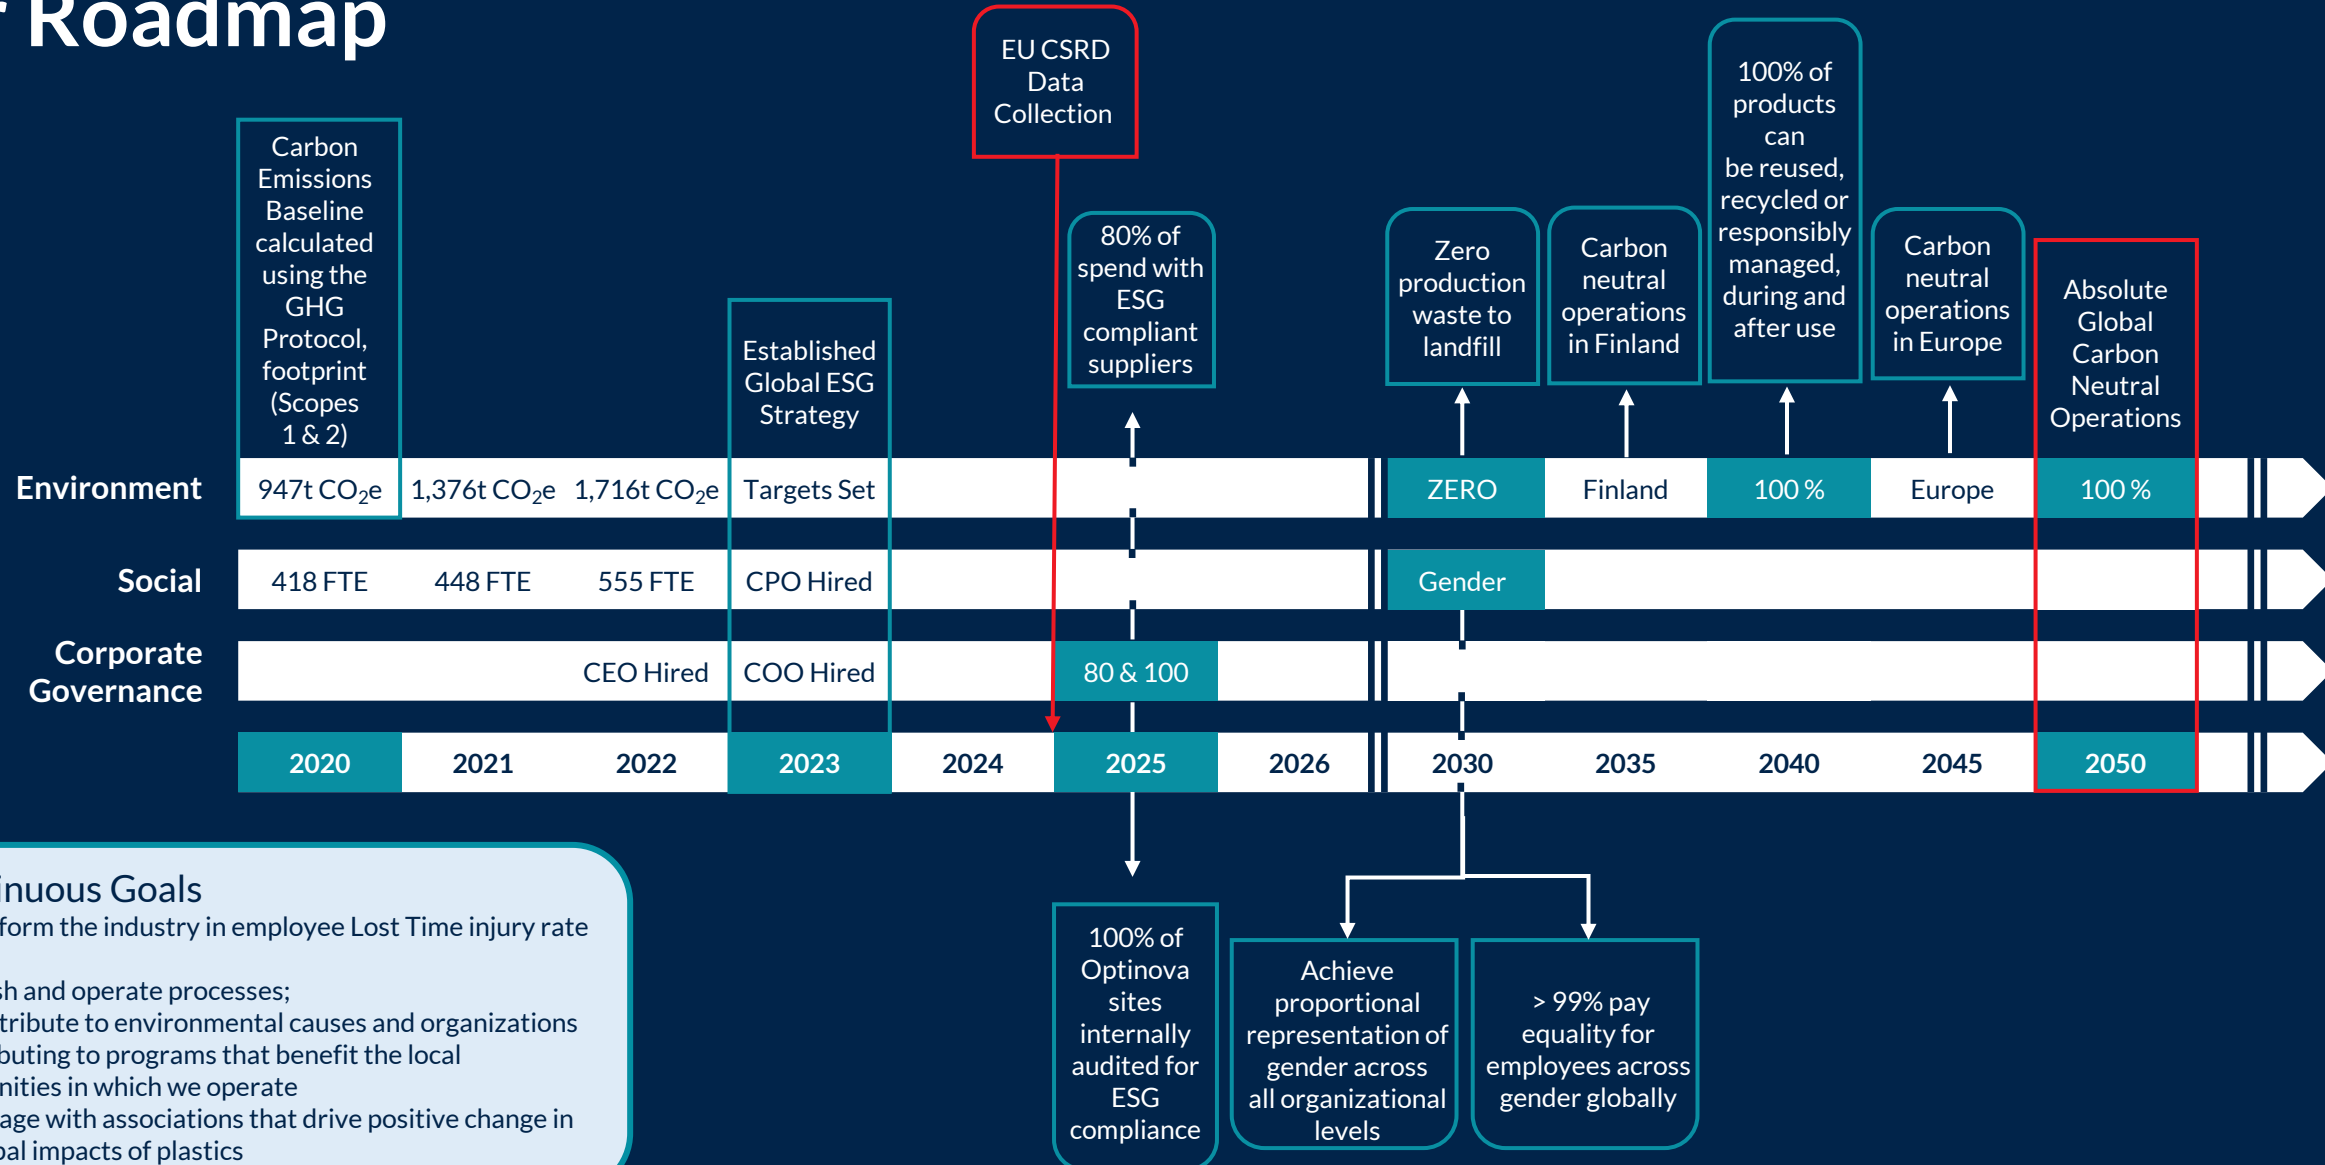 Roadmap
EU CSRD
Data
Collection
100% of
products
can
be reused,
recycled or
responsibly
managed,
during and
after use
Carbon
Emissions
Baseline
calculated
using the
GHG
Protocol,
footprint
(Scopes
1 & 2)
Established
Global ESG
Strategy
80% of
spend with
ESG
compliant
suppliers
Zero
production
waste to
landfill
Carbon
neutral
operations
in Finland
Carbon
neutral
operations
in Europe
Absolute
Global
Carbon
Neutral
Operations
Environment 947t CO₂e 1,376t CO₂e 1,716t CO₂e Targets Set ZERO Finland 100 % Europe 100 %
Social 418 FTE 448 FTE 555 FTE CPO Hired Gender
Corporate
Governance CEO Hired COO Hired 80 & 100
2020 2021 2022 2023 2024 2025 2026 2030 2035 2040 2045 2050
inuous Goals
form the industry in employee Lost Time injury rate
sh and operate processes;
tribute to environmental causes and organizations
buting to programs that benefit the local
nities in which we operate
age with associations that drive positive change in
bal impacts of plastics
100% of
Optinova
sites
internally
audited for
ESG
compliance
Achieve
proportional
representation of
gender across
all organizational
levels
> 99% pay
equality for
employees across
gender globally